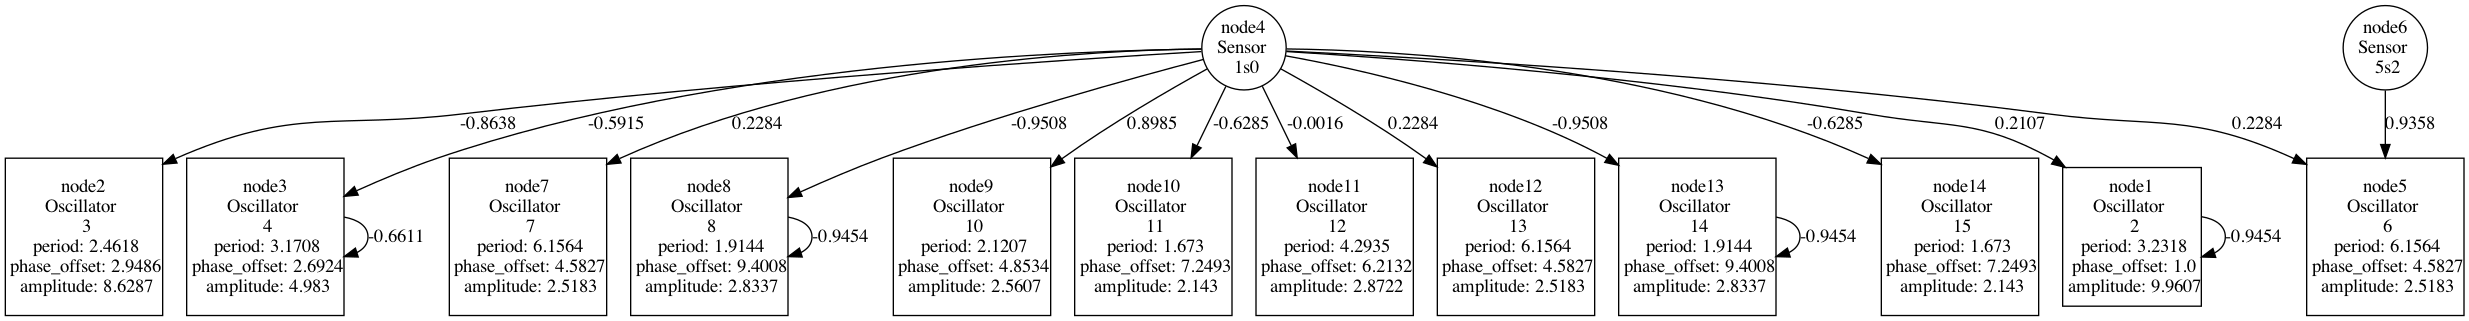 node4
Sensor
1s0
node6
Sensor
5s2
-0.8638
-0.5915
0.2284
-0.9508
0.8985
-0.6285
-0.0016
0.2284
-0.9508
-0.6285
0.2107
0.2284
0.9358
node2
Oscillator
3
period: 2.4618
phase_offset: 2.9486
amplitude: 8.6287
node3
Oscillator
4
period: 3.1708
phase_offset: 2.6924
amplitude: 4.983
-0.6611
node7
Oscillator
7
period: 6.1564
phase_offset: 4.5827
amplitude: 2.5183
node8
Oscillator
8
period: 1.9144
phase_offset: 9.4008
amplitude: 2.8337
-0.9454
node9
Oscillator
10
period: 2.1207
phase_offset: 4.8534
amplitude: 2.5607
node10
Oscillator
11
period: 1.673
phase_offset: 7.2493
amplitude: 2.143
node11
Oscillator
12
period: 4.2935
phase_offset: 6.2132
amplitude: 2.8722
node12
Oscillator
13
period: 6.1564
phase_offset: 4.5827
amplitude: 2.5183
node13
Oscillator
14
period: 1.9144
phase_offset: 9.4008
amplitude: 2.8337
-0.9454
node14
Oscillator
15
period: 1.673
phase_offset: 7.2493
amplitude: 2.143
node1
Oscillator
2
period: 3.2318
phase_offset: 1.0
amplitude: 9.9607
-0.9454
node5
Oscillator
6
period: 6.1564
phase_offset: 4.5827
amplitude: 2.5183